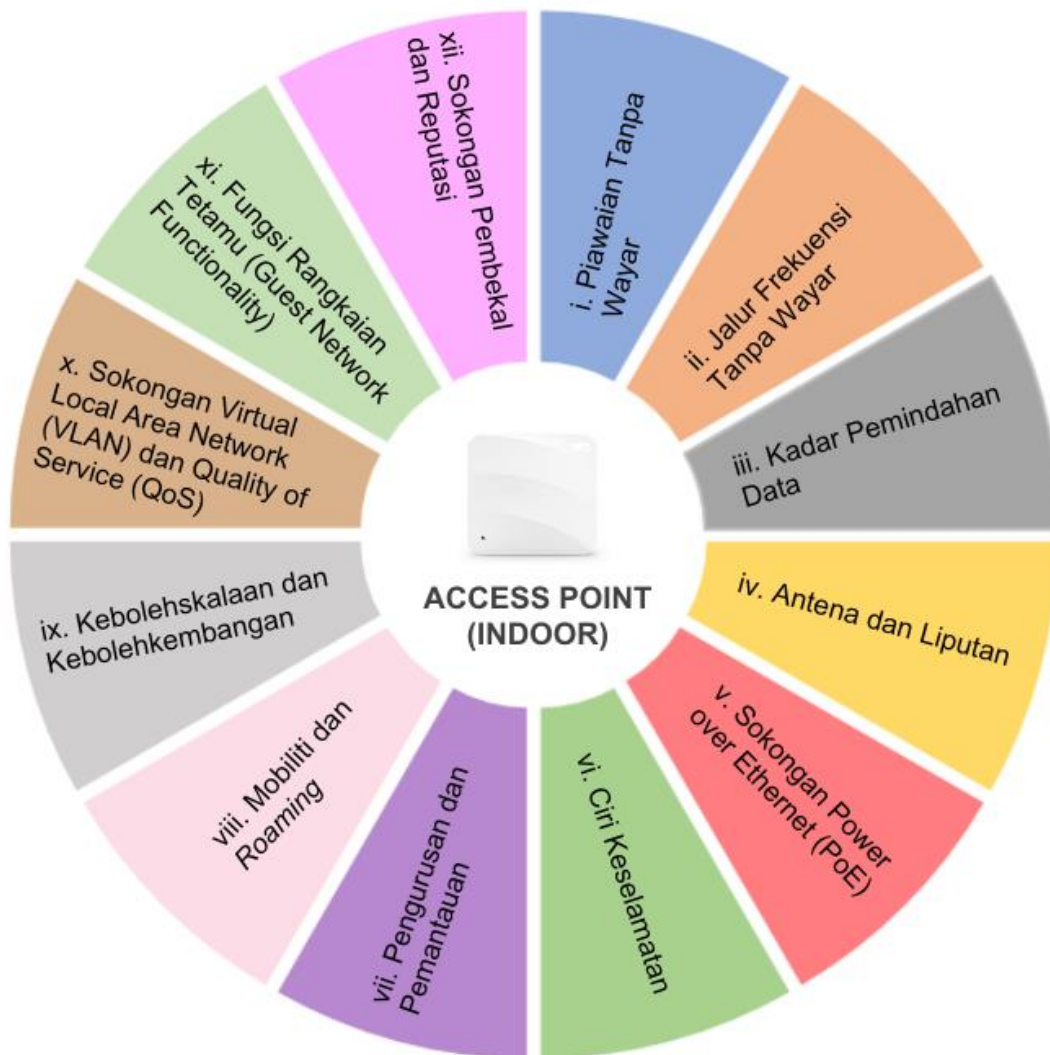 i. Piawaian Tanpa
Wayar
ii. Jalur Frekuensi
Tanpa Wayar
iii. Kadar Pemindahan
Data
iv. Antena dan Liputan
v. Sokongan Power
over Ethernet (PoE)
vi. Ciri Keselamatan
vii. Pengurusan dan
Pemantauan
viii. Mobiliti dan
Roaming
ix. Kebolehskalaan dan
Kebolehkembangan
x. Sokongan Virtual
Local Area Network
(VLAN) dan Quality of
Service (QoS)
xi. Fungsi Rangkaian
Tetamu (Guest Network
Functionality)
xii. Sokongan Pembekal
dan Reputasi
ACCESS POINT
(INDOOR)